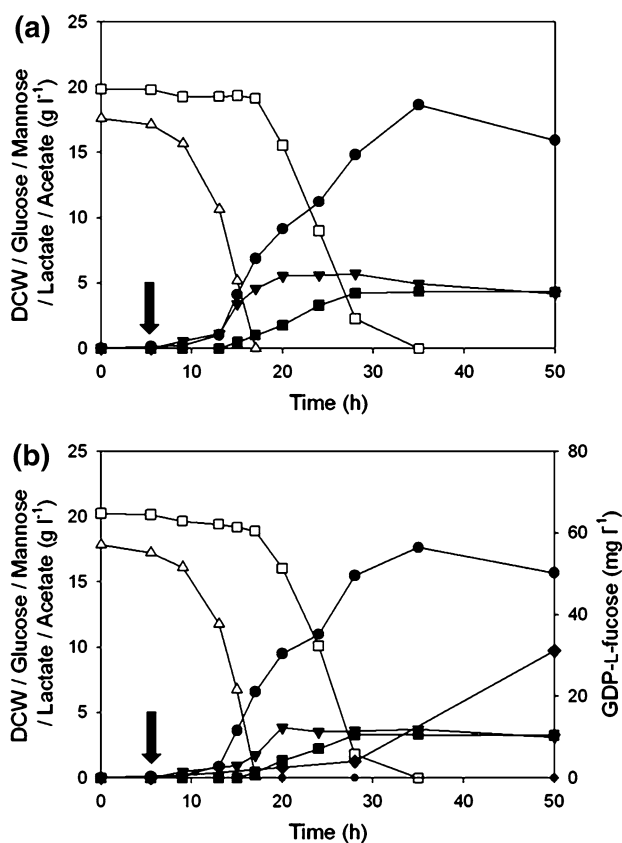 (a)
25
20
15
10
5
0
DCW / Glucose / Mannose
/ Lactate / Acetate (g l⁻¹)
0 10 20 30 40 50
Time (h)
(b)
25
20
15
10
5
0
DCW / Glucose / Mannose
/ Lactate / Acetate (g l⁻¹)
80
60
40
20
0
GDP-L-fucose (mg l⁻¹)
0 10 20 30 40 50
Time (h)